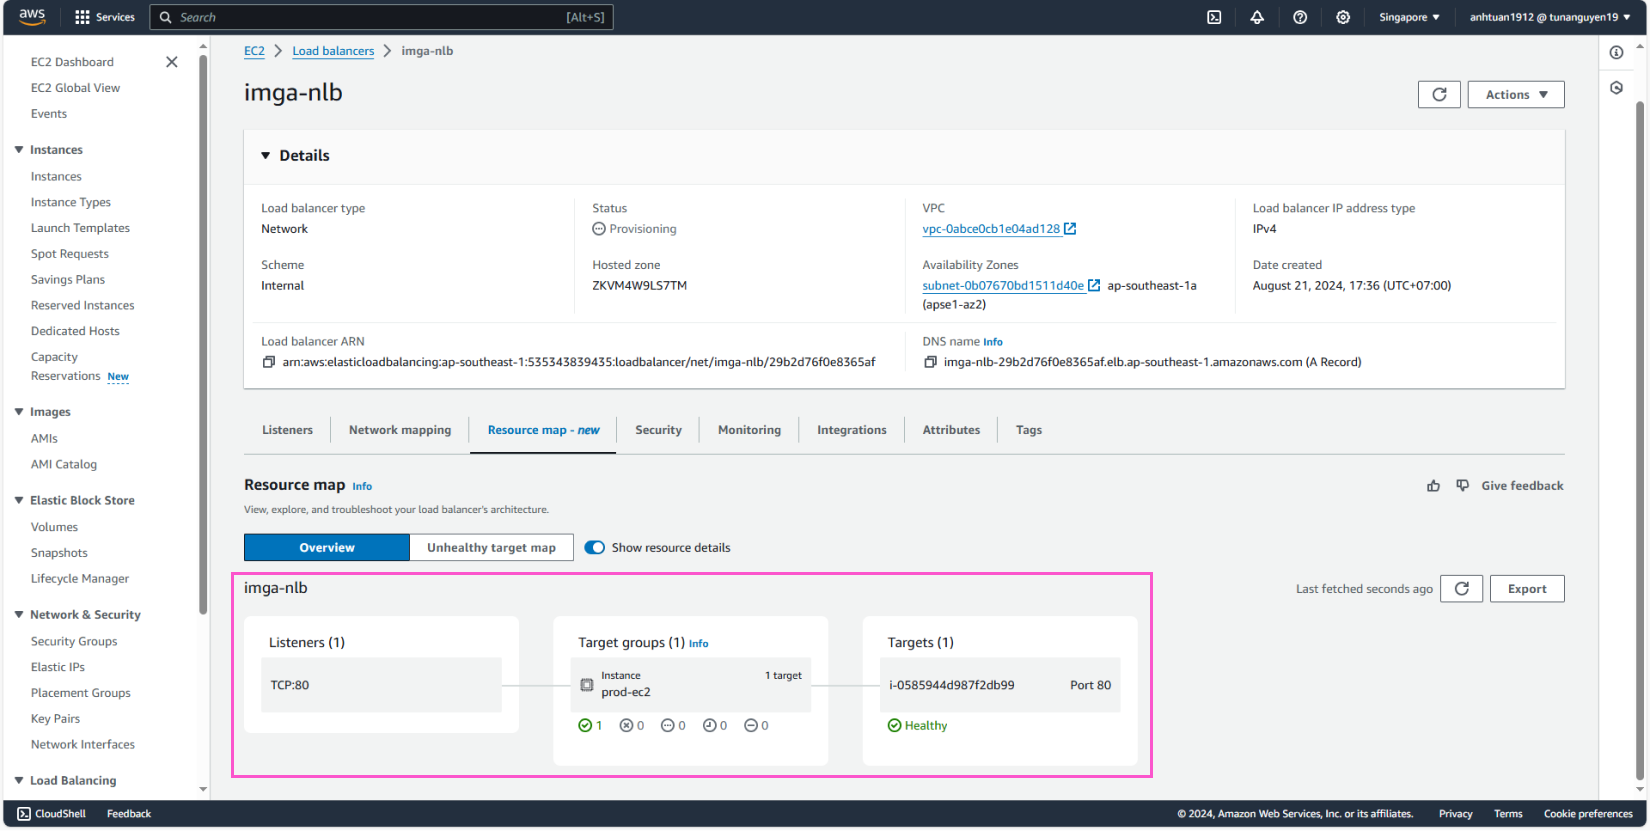 aws
Services
Search
[Alt+S]
Singapore ▼
anhtuan1912 @ tunanguyen19 ▼
EC2 Dashboard
EC2 Global View
Events
Instances
Instances
Instance Types
Launch Templates
Spot Requests
Savings Plans
Reserved Instances
Dedicated Hosts
Capacity
Reservations New
Images
AMIs
AMI Catalog
Elastic Block Store
Volumes
Snapshots
Lifecycle Manager
Network & Security
Security Groups
Elastic IPs
Placement Groups
Key Pairs
Network Interfaces
Load Balancing
EC2 > Load balancers > imga-nlb
imga-nlb
Actions ▼
Details
Load balancer type
Network
Status
Provisioning
VPC
vpc-0abce0cb1e04ad128
Load balancer IP address type
IPv4
Scheme
Internal
Hosted zone
ZKVM4W9LS7TM
Availability Zones
subnet-0b07670bd1511d40e ap-southeast-1a
(apse1-az2)
Date created
August 21, 2024, 17:36 (UTC+07:00)
Load balancer ARN
arn:aws:elasticloadbalancing:ap-southeast-1:535343839435:loadbalancer/net/imga-nlb/29b2d76f0e8365af
DNS name Info
imga-nlb-29b2d76f0e8365af.elb.ap-southeast-1.amazonaws.com (A Record)
Listeners
Network mapping
Resource map - new
Security
Monitoring
Integrations
Attributes
Tags
Resource map Info
View, explore, and troubleshoot your load balancer's architecture.
Give feedback
Overview
Unhealthy target map
Show resource details
imga-nlb
Last fetched seconds ago
Export
Listeners (1)
TCP:80
Target groups (1) Info
Instance
prod-ec2
1 target
1 0 0 0 0
Targets (1)
i-0585944d987f2db99
Port 80
Healthy
CloudShell
Feedback
© 2024, Amazon Web Services, Inc. or its affiliates.
Privacy
Terms
Cookie preferences